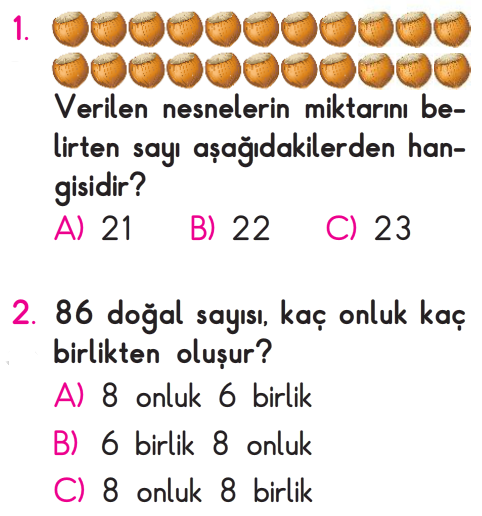 1.
Verilen nesnelerin miktarını be-
lirten sayı aşağıdakilerden han-
gisidir?
A) 21 B) 22 C) 23
2. 86 doğal sayısı, kaç onluk kaç
birlikten oluşur?
A) 8 onluk 6 birlik
B) 6 birlik 8 onluk
C) 8 onluk 8 birlik